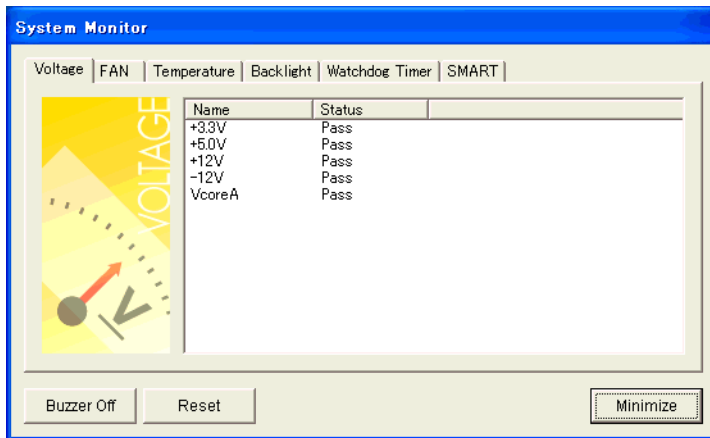 System Monitor
Voltage FAN Temperature Backlight Watchdog Timer SMART
VOLTAGE
V
Name Status
+3.3V Pass
+5.0V Pass
+12V Pass
-12V Pass
VcoreA Pass
Buzzer Off Reset Minimize